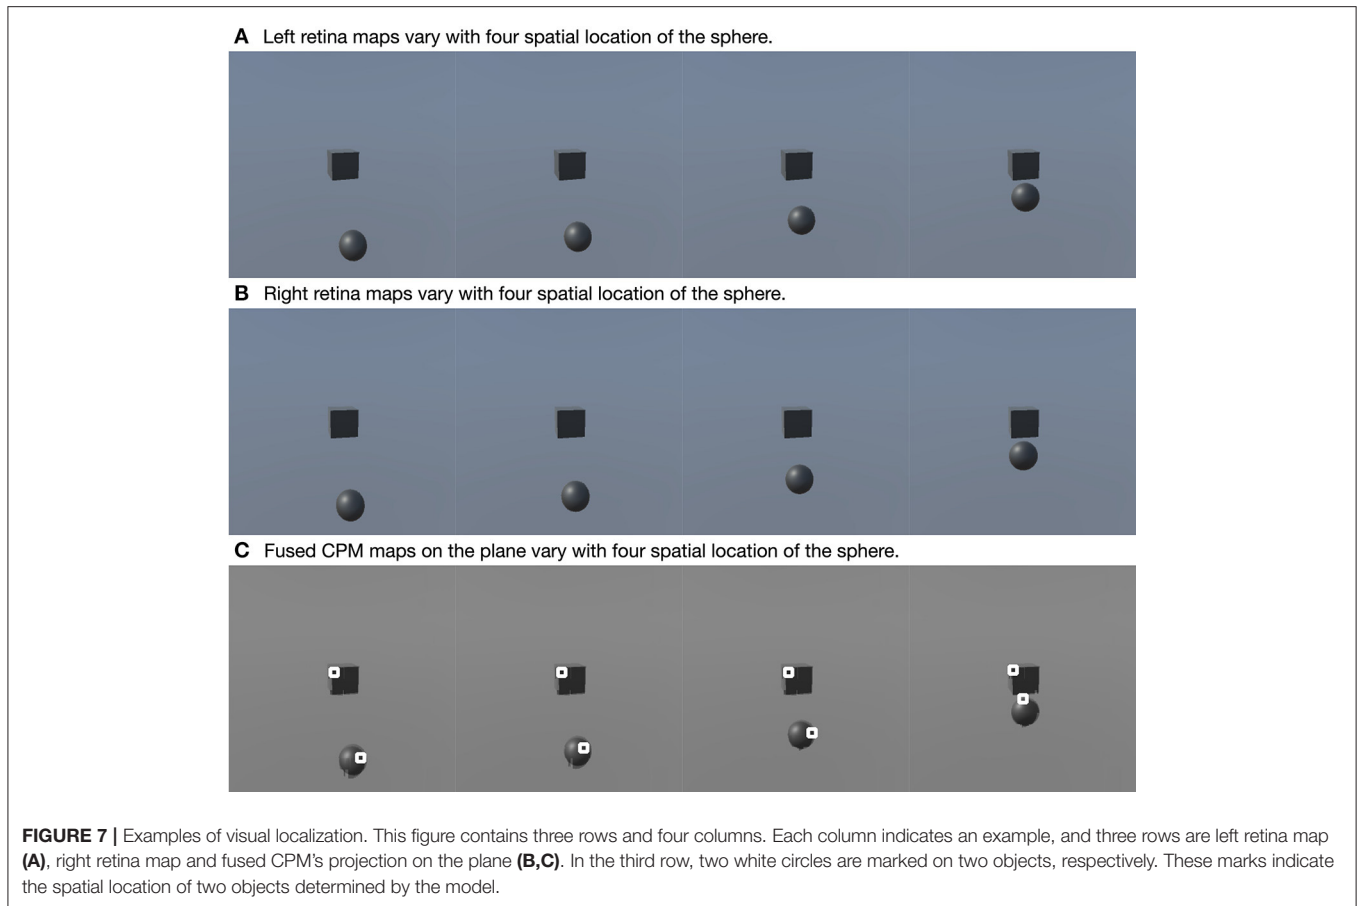 A Left retina maps vary with four spatial location of the sphere.
B Right retina maps vary with four spatial location of the sphere.
C Fused CPM maps on the plane vary with four spatial location of the sphere.
FIGURE 7 | Examples of visual localization. This figure contains three rows and four columns. Each column indicates an example, and three rows are left retina map
(A), right retina map and fused CPM's projection on the plane (B,C). In the third row, two white circles are marked on two objects, respectively. These marks indicate
the spatial location of two objects determined by the model.